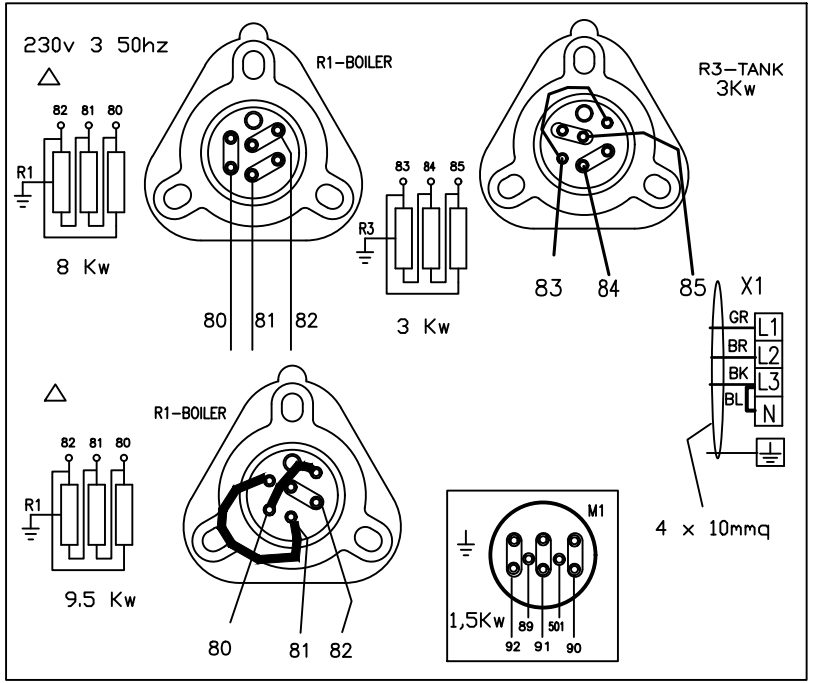 230v 3 50hz
R1-BOILER
R3-TANK
3Kw
82 81 80
R1
8 Kw
83 84 85
R3
3 Kw
80 81 82
83 84 85
X1
GR L1
BR L2
BK L3
BL N
4 x 10mmq
R1-BOILER
82 81 80
R1
9.5 Kw
80 81 82
M1
1,5Kw
89 501
92 91 90